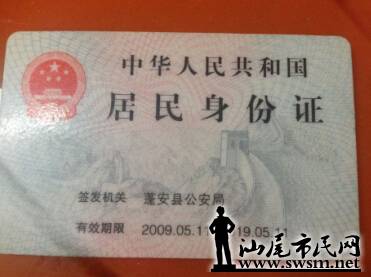 中华人民共和国
居民身份证
签发机关 蓬安县公安局
有效期限 2009.05.11 19.05.11
汕尾市民网
www.swsm.net